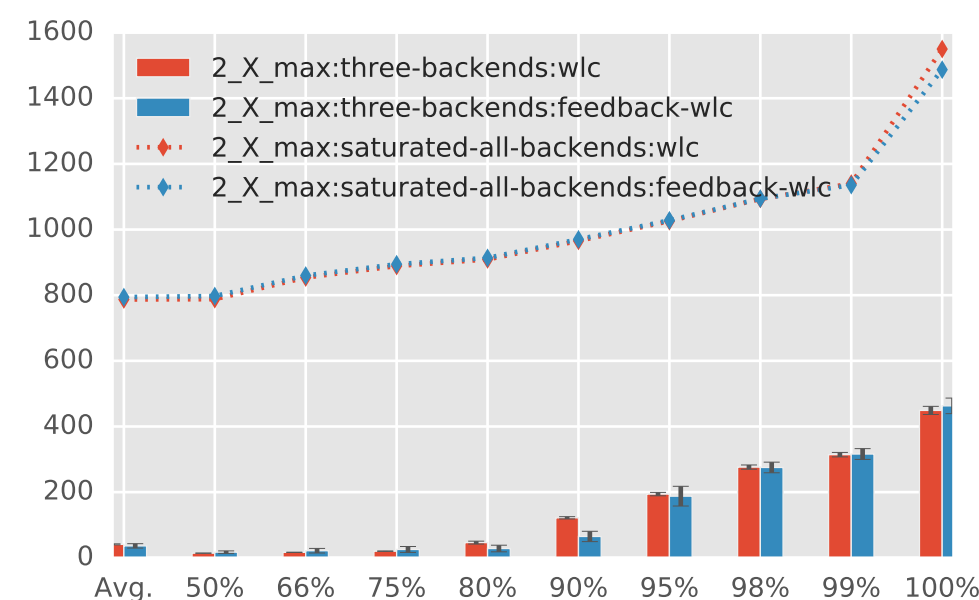 1600
1400
1200
1000
800
600
400
200
0
2_X_max:three-backends:wlc
2_X_max:three-backends:feedback-wlc
2_X_max:saturated-all-backends:wlc
2_X_max:saturated-all-backends:feedback-wlc
Avg. 50% 66% 75% 80% 90% 95% 98% 99% 100%